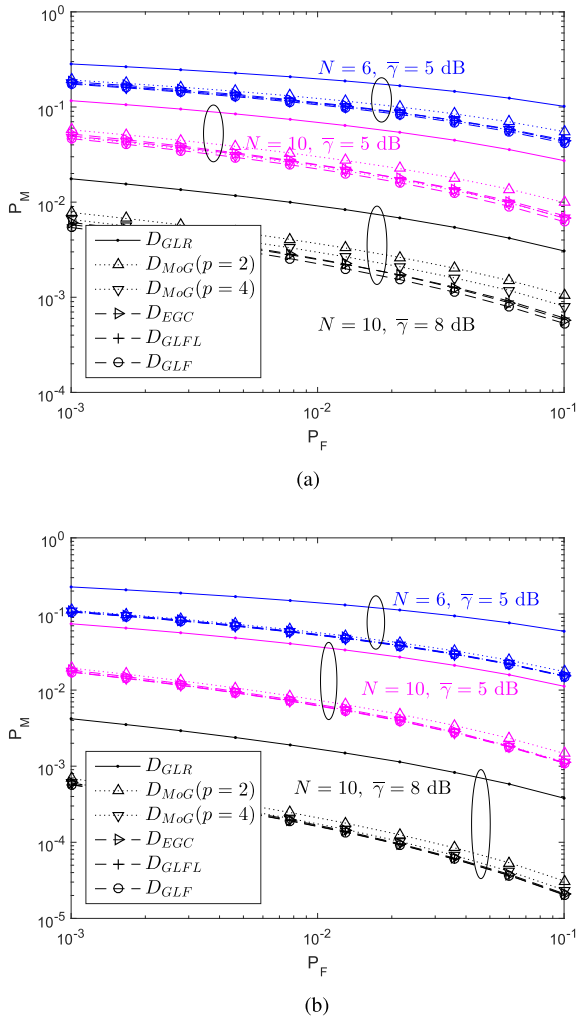 10^0
10^-1
10^-2
10^-3
10^-4
P_M
N = 6, γ̅ = 5 dB
N = 10, γ̅ = 5 dB
N = 10, γ̅ = 8 dB
D_GLR
D_MoG(p = 2)
D_MoG(p = 4)
D_EGC
D_GLFL
D_GLF
10^-3
10^-2
10^-1
P_F
(a)
10^0
10^-1
10^-2
10^-3
10^-4
10^-5
P_M
N = 6, γ̅ = 5 dB
N = 10, γ̅ = 5 dB
N = 10, γ̅ = 8 dB
D_GLR
D_MoG(p = 2)
D_MoG(p = 4)
D_EGC
D_GLFL
D_GLF
10^-3
10^-2
10^-1
P_F
(b)